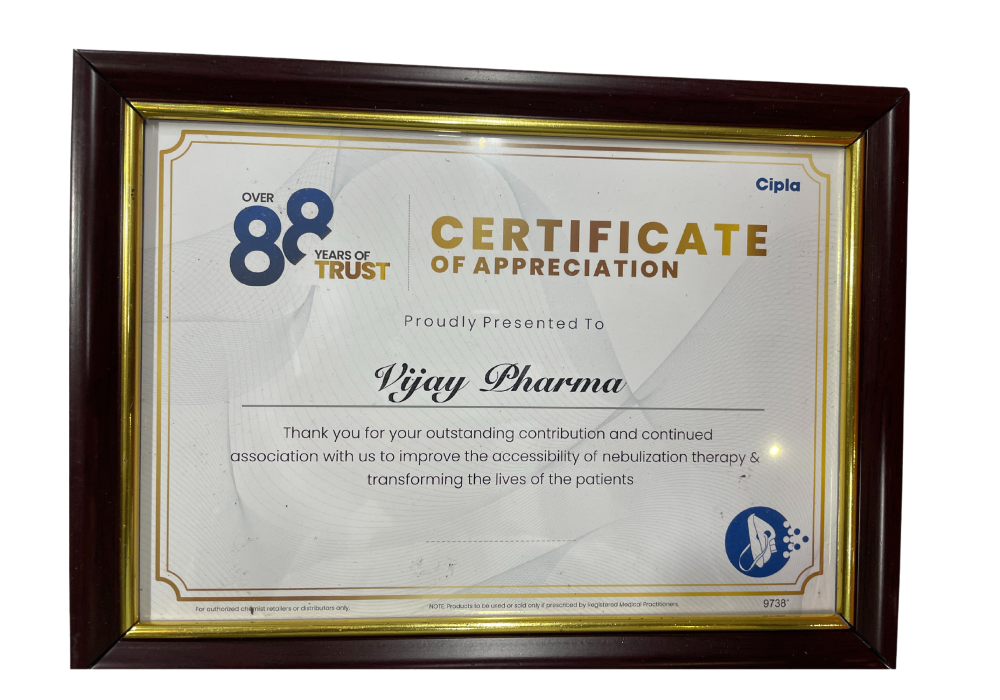 Cipla
OVER
88
YEARS OF
TRUST
CERTIFICATE
OF APPRECIATION
Proudly Presented To
Vijay Pharma
Thank you for your outstanding contribution and continued
association with us to improve the accessibility of nebulization therapy &
transforming the lives of the patients
For authorized chemist retailers or distributors only.
NOTE: Products to be used or sold only if prescribed by Registered Medical Practitioners.
9738*